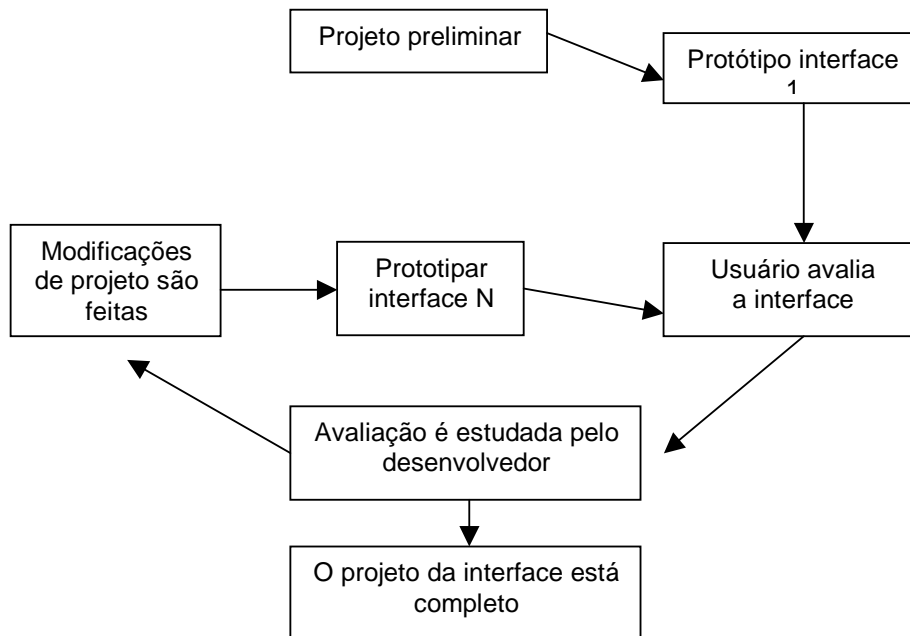 Projeto preliminar
Protótipo interface
1
Modificações
de projeto são
feitas
Prototipar
interface N
Usuário avalia
a interface
Avaliação é estudada pelo
desenvolvedor
O projeto da interface está
completo